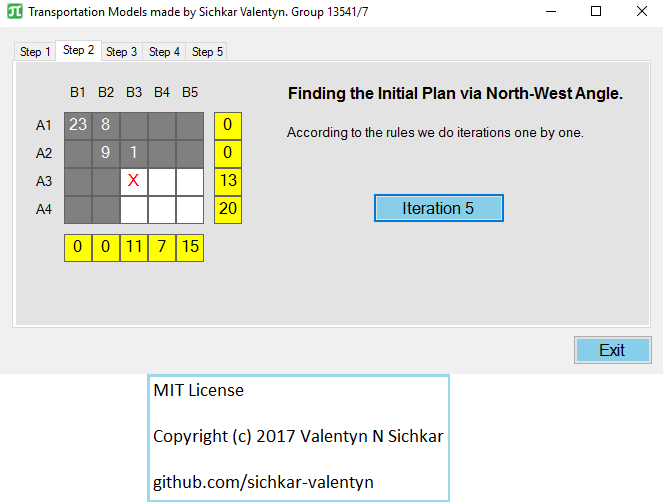 Transportation Models made by Sichkar Valentyn. Group 13541/7
Step 1 Step 2 Step 3 Step 4 Step 5
B1 B2 B3 B4 B5
Finding the Initial Plan via North-West Angle.
A1 23 8 0
According to the rules we do iterations one by one.
A2 9 1 0
A3 X 13
A4 20
Iteration 5
0 0 11 7 15
Exit
MIT License
Copyright (c) 2017 Valentyn N Sichkar
github.com/sichkar-valentyn